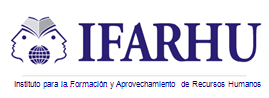 IFARHU
Instituto para la Formación y Aprovechamiento de Recursos Humanos